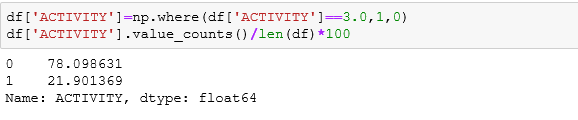 df['ACTIVITY']=np.where(df['ACTIVITY']==3.0,1,0)
df['ACTIVITY'].value_counts()/len(df)*100
0    78.098631
1    21.901369
Name: ACTIVITY, dtype: float64